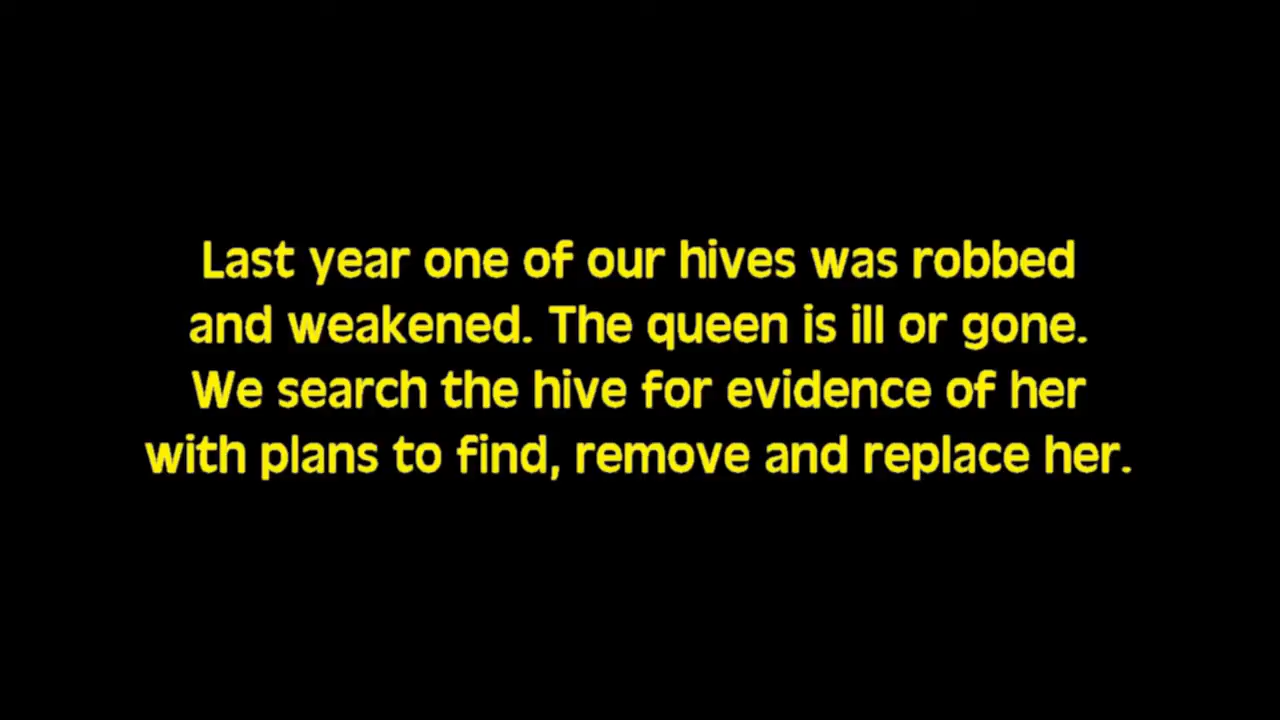 Last year one of our hives was robbed
and weakened. The queen is ill or gone.
We search the hive for evidence of her
with plans to find, remove and replace her.